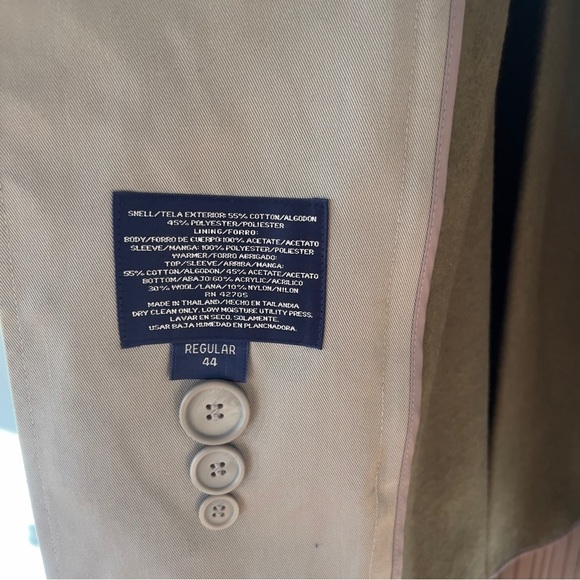 SHELL/TELA EXTERIOR: 55% COTTON/ALGODON
45% POLYESTER/POLIESTER
LINING/FORRO:
BODY/FORRO DE CUERPO: 100% ACETATE/ACETATO
SLEEVE/MANGA: 100% POLYESTER/POLIESTER
WARMER/FORRO ABRIGADO:
TOP/SLEEVE/ARRIBA/MANGA:
55% COTTON/ALGODON/45% ACETATE/ACETATO
BOTTOM/ABAJO: 60% ACRYLIC/ACRILICO
30% WOOL/LANA/10% NYLON/NILON
RN 42705
MADE IN THAILAND/HECHO EN TAILANDIA
DRY CLEAN ONLY. LOW MOISTURE UTILITY PRESS.
LAVAR EN SECO, SOLAMENTE.
USAR BAJA HUMEDAD EN PLANCHADORA.
REGULAR
44